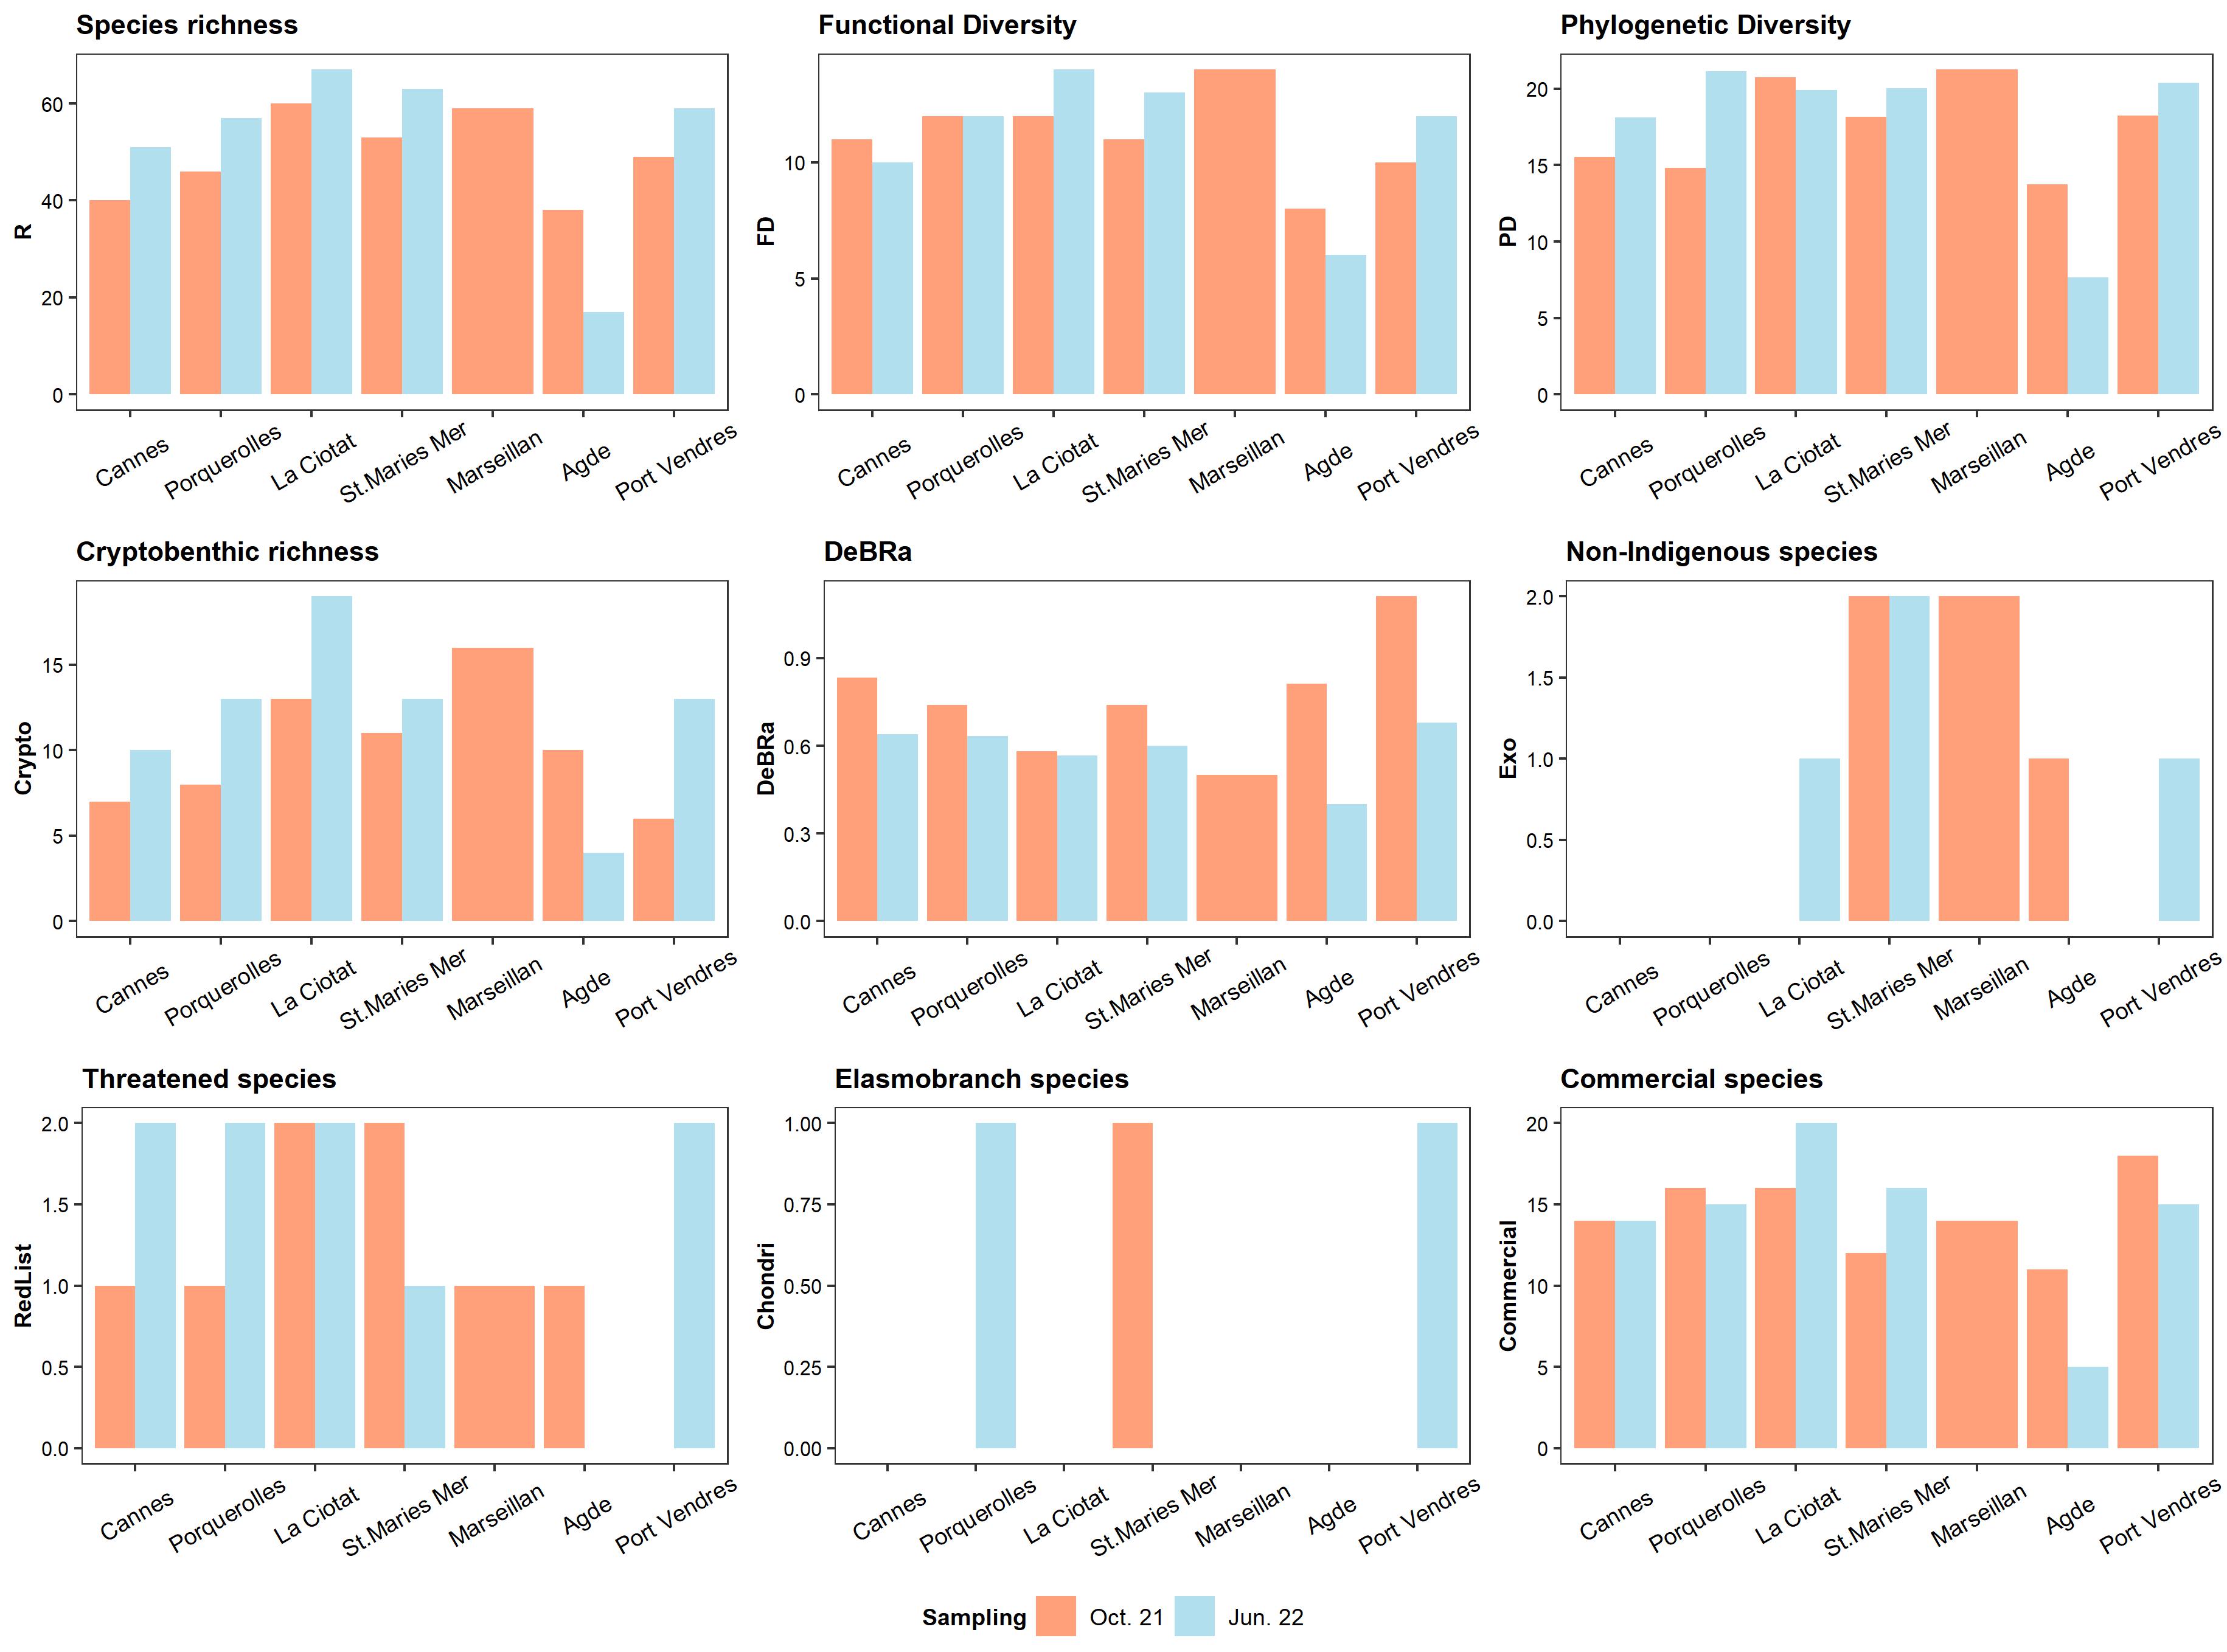 Species richness
R
60
40
20
0
Cannes
Porquerolles
La Ciotat
St.Maries Mer
Marseillan
Agde
Port Vendres
Functional Diversity
FD
10
5
0
Cannes
Porquerolles
La Ciotat
St.Maries Mer
Marseillan
Agde
Port Vendres
Phylogenetic Diversity
PD
20
15
10
5
0
Cannes
Porquerolles
La Ciotat
St.Maries Mer
Marseillan
Agde
Port Vendres
Cryptobenthic richness
Crypto
15
10
5
0
Cannes
Porquerolles
La Ciotat
St.Maries Mer
Marseillan
Agde
Port Vendres
DeBRa
DeBRa
0.9
0.6
0.3
0.0
Cannes
Porquerolles
La Ciotat
St.Maries Mer
Marseillan
Agde
Port Vendres
Non-Indigenous species
Exo
2.0
1.5
1.0
0.5
0.0
Cannes
Porquerolles
La Ciotat
St.Maries Mer
Marseillan
Agde
Port Vendres
Threatened species
RedList
2.0
1.5
1.0
0.5
0.0
Cannes
Porquerolles
La Ciotat
St.Maries Mer
Marseillan
Agde
Port Vendres
Elasmobranch species
Chondri
1.00
0.75
0.50
0.25
0.00
Cannes
Porquerolles
La Ciotat
St.Maries Mer
Marseillan
Agde
Port Vendres
Commercial species
Commercial
20
15
10
5
0
Cannes
Porquerolles
La Ciotat
St.Maries Mer
Marseillan
Agde
Port Vendres
Sampling Oct. 21 Jun. 22